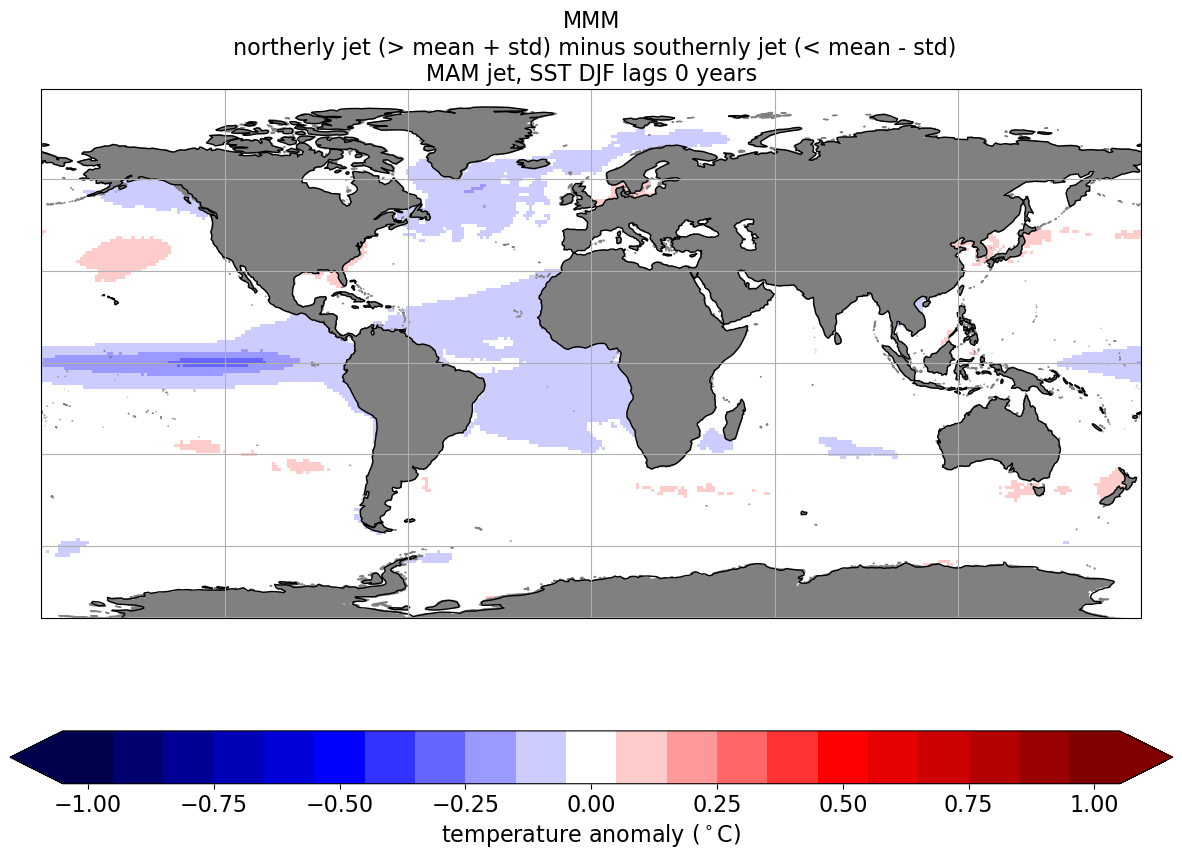 MMM
northerly jet (> mean + std) minus southernly jet (< mean - std)
MAM jet, SST DJF lags 0 years
−1.00 −0.75 −0.50 −0.25 0.00 0.25 0.50 0.75 1.00
temperature anomaly (°C)